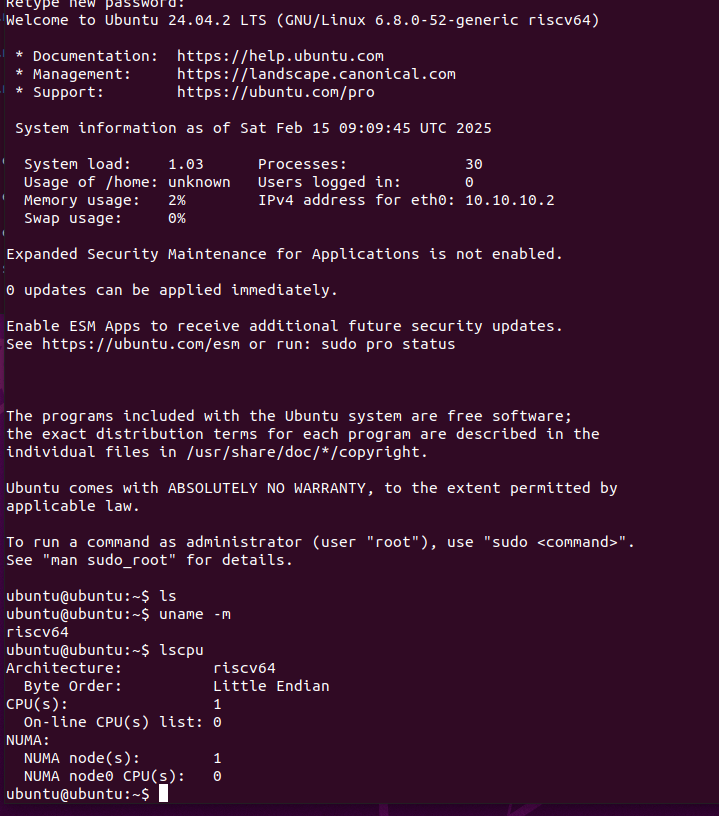 Retype new password:
Welcome to Ubuntu 24.04.2 LTS (GNU/Linux 6.8.0-52-generic riscv64)

 * Documentation:  https://help.ubuntu.com
 * Management:     https://landscape.canonical.com
 * Support:        https://ubuntu.com/pro

 System information as of Sat Feb 15 09:09:45 UTC 2025

  System load:    1.03      Processes:             30
  Usage of /home: unknown   Users logged in:       0
  Memory usage:   2%        IPv4 address for eth0: 10.10.10.2
  Swap usage:     0%

Expanded Security Maintenance for Applications is not enabled.

0 updates can be applied immediately.

Enable ESM Apps to receive additional future security updates.
See https://ubuntu.com/esm or run: sudo pro status

The programs included with the Ubuntu system are free software;
the exact distribution terms for each program are described in the
individual files in /usr/share/doc/*/copyright.

Ubuntu comes with ABSOLUTELY NO WARRANTY, to the extent permitted by
applicable law.

To run a command as administrator (user "root"), use "sudo <command>".
See "man sudo_root" for details.

ubuntu@ubuntu:~$ ls
ubuntu@ubuntu:~$ uname -m
riscv64
ubuntu@ubuntu:~$ lscpu
Architecture:          riscv64
  Byte Order:          Little Endian
CPU(s):                1
  On-line CPU(s) list: 0
NUMA:
  NUMA node(s):        1
  NUMA node0 CPU(s):   0
ubuntu@ubuntu:~$